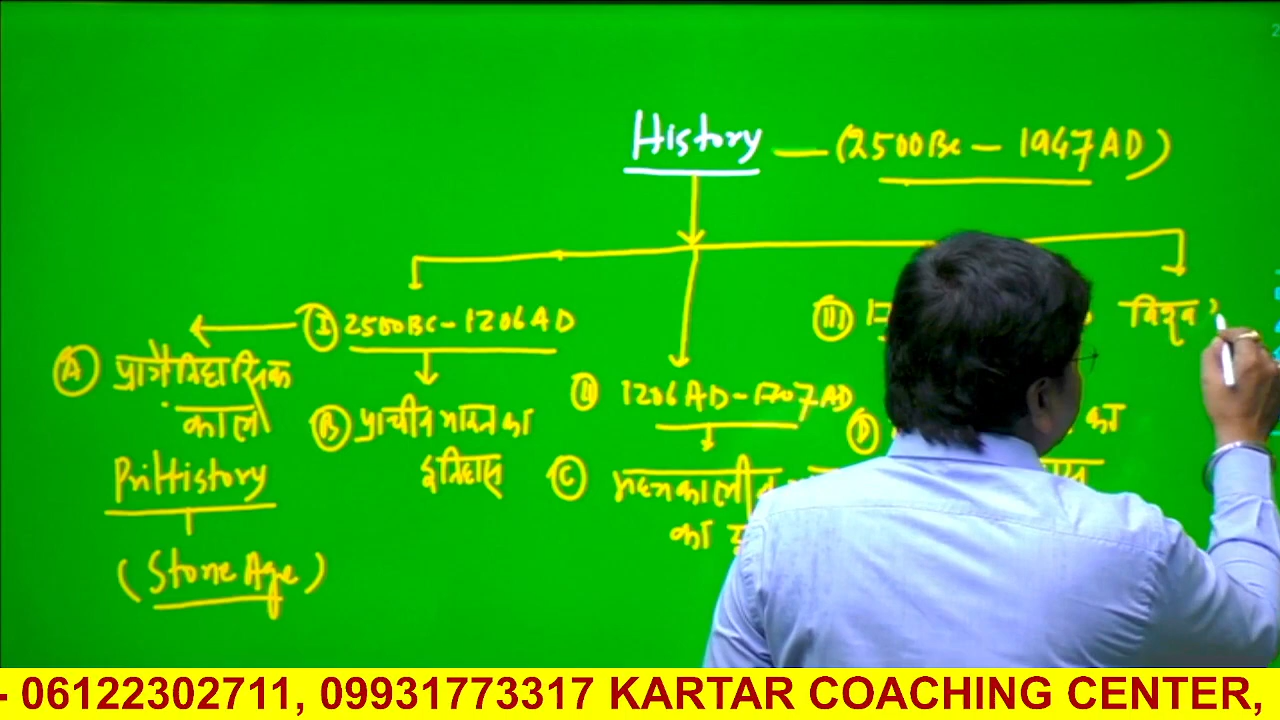 History — (2500BC — 1947AD)
I 2500BC - 1206AD
III
विश्व
A प्रागैतिहासिक
काल
B प्राचीन भारत का
इतिहास
II 1206AD - 1707AD
D का
C मध्यकालीन
का
PriHistory
(Stone Age)
- 06122302711, 09931773317 KARTAR COACHING CENTER,